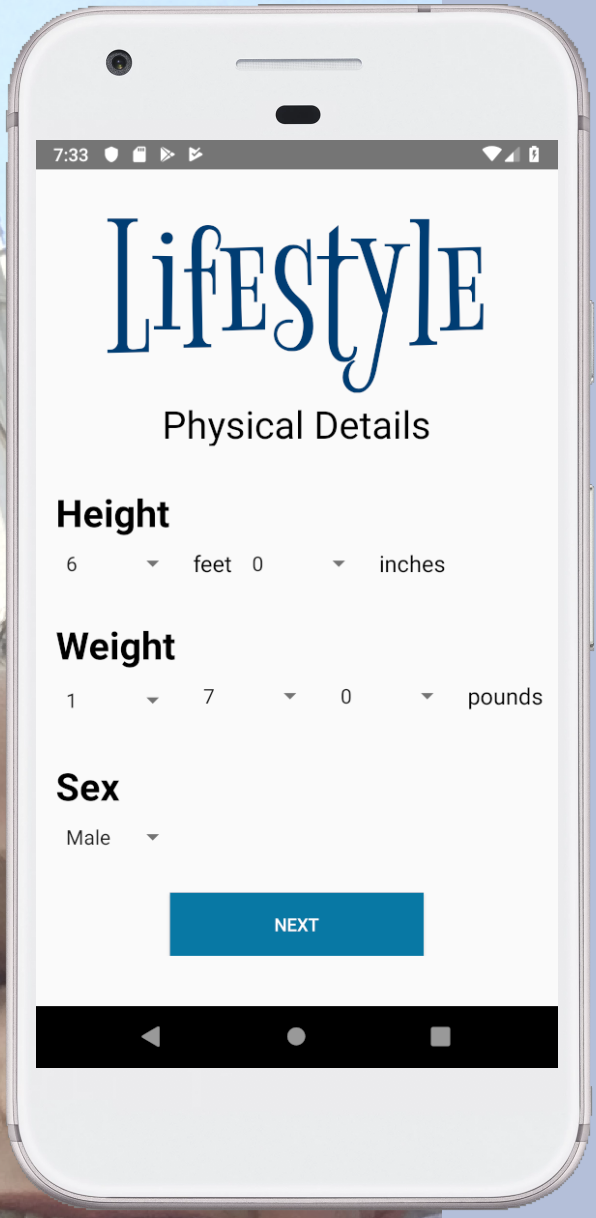 7:33
LifEstylE
Physical Details
Height
6 feet 0 inches
Weight
1 7 0 pounds
Sex
Male
NEXT